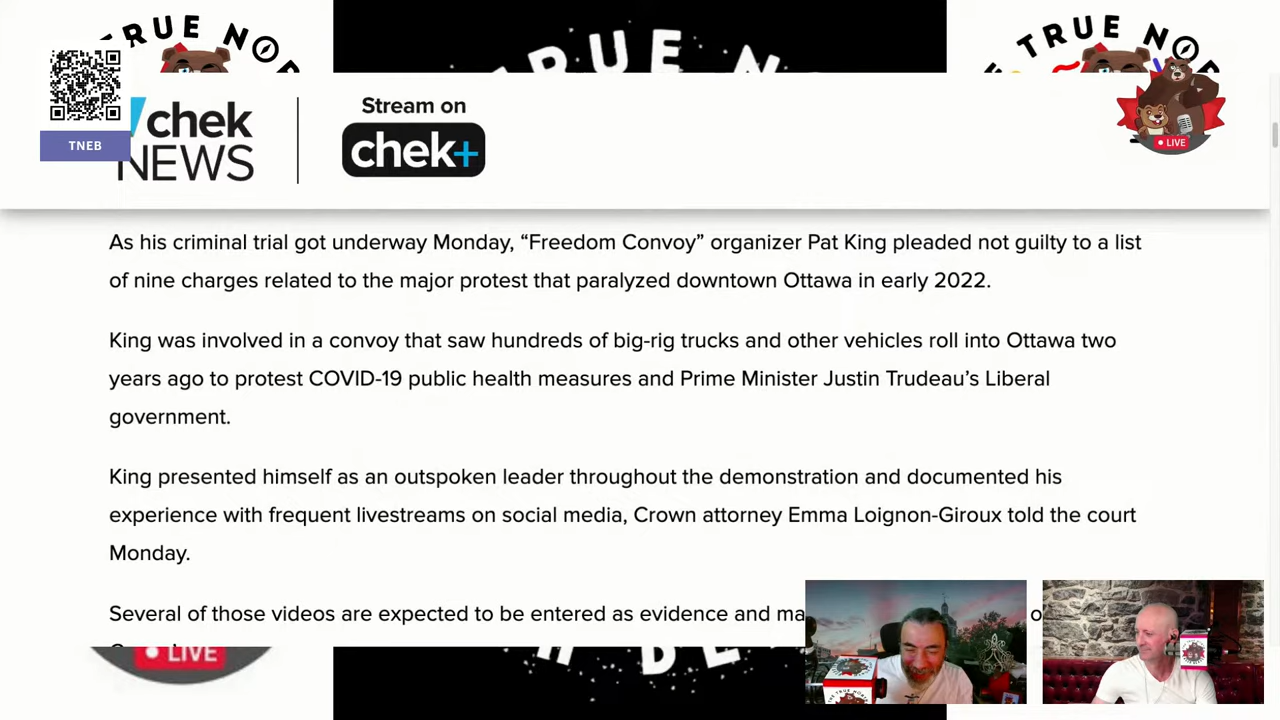 TRUE NOR
TRUE N
TRUE NOR
TNEB
chek
NEWS
Stream on
chek+
LIVE
As his criminal trial got underway Monday, “Freedom Convoy” organizer Pat King pleaded not guilty to a list
of nine charges related to the major protest that paralyzed downtown Ottawa in early 2022.
King was involved in a convoy that saw hundreds of big-rig trucks and other vehicles roll into Ottawa two
years ago to protest COVID-19 public health measures and Prime Minister Justin Trudeau’s Liberal
government.
King presented himself as an outspoken leader throughout the demonstration and documented his
experience with frequent livestreams on social media, Crown attorney Emma Loignon-Giroux told the court
Monday.
Several of those videos are expected to be entered as evidence and ma
LIVE